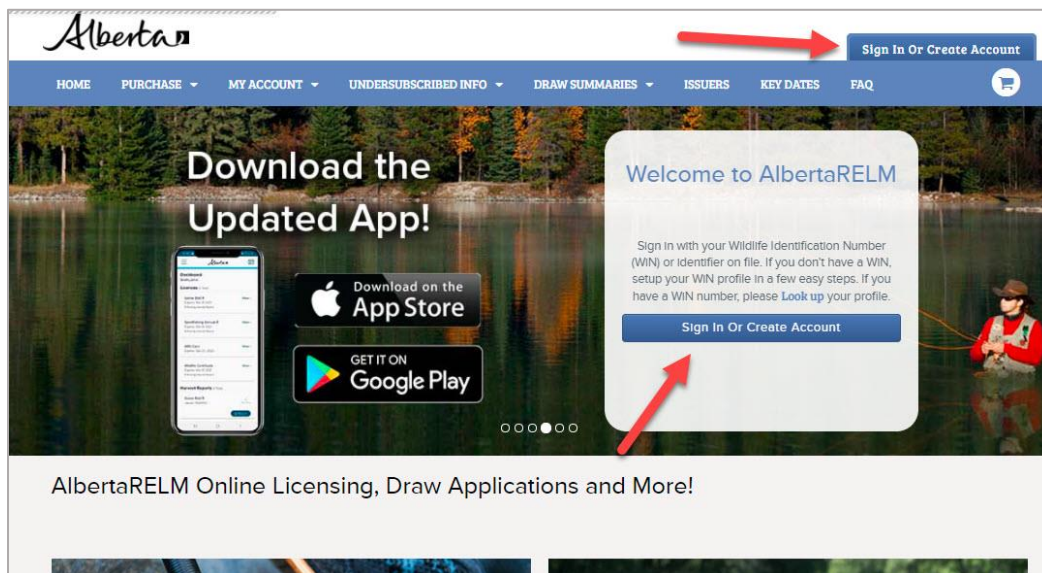 Alberta
Sign In Or Create Account
HOME PURCHASE MY ACCOUNT UNDERSUBSCRIBED INFO DRAW SUMMARIES ISSUERS KEY DATES FAQ
Download the
Updated App!
Alberta
Dashboard
Download on the
App Store
GET IT ON
Google Play
Welcome to AlbertaRELM
Sign in with your Wildlife Identification Number
(WIN) or identifier on file. If you don't have a WIN,
setup your WIN profile in a few easy steps. If you
have a WIN number, please Look up your profile.
Sign In Or Create Account
AlbertaRELM Online Licensing, Draw Applications and More!